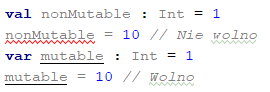 val nonMutable : Int = 1
nonMutable = 10 // Nie wolno
var mutable : Int = 1
mutable = 10 // Wolno